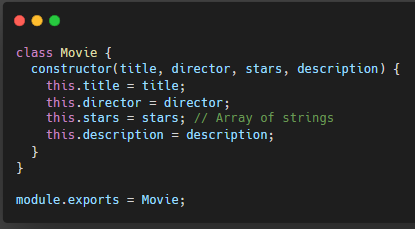 class Movie {
  constructor(title, director, stars, description) {
    this.title = title;
    this.director = director;
    this.stars = stars; // Array of strings
    this.description = description;
  }
}

module.exports = Movie;